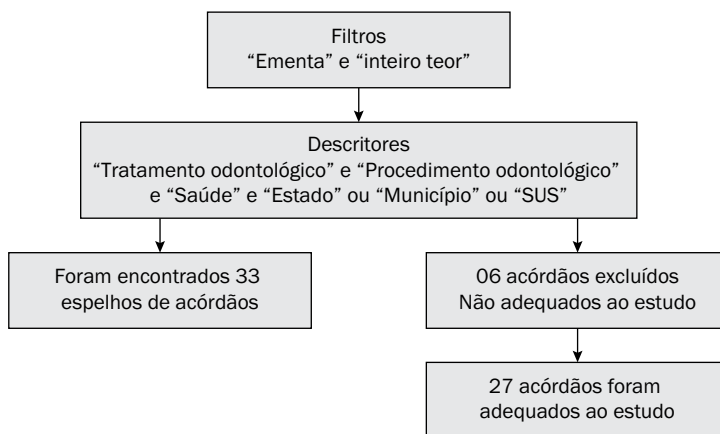 Filtros
“Ementa” e “inteiro teor”
Descritores
“Tratamento odontológico” e “Procedimento odontológico”
e “Saúde” e “Estado” ou “Município” ou “SUS”
Foram encontrados 33
espelhos de acórdãos
06 acórdãos excluídos
Não adequados ao estudo
27 acórdãos foram
adequados ao estudo